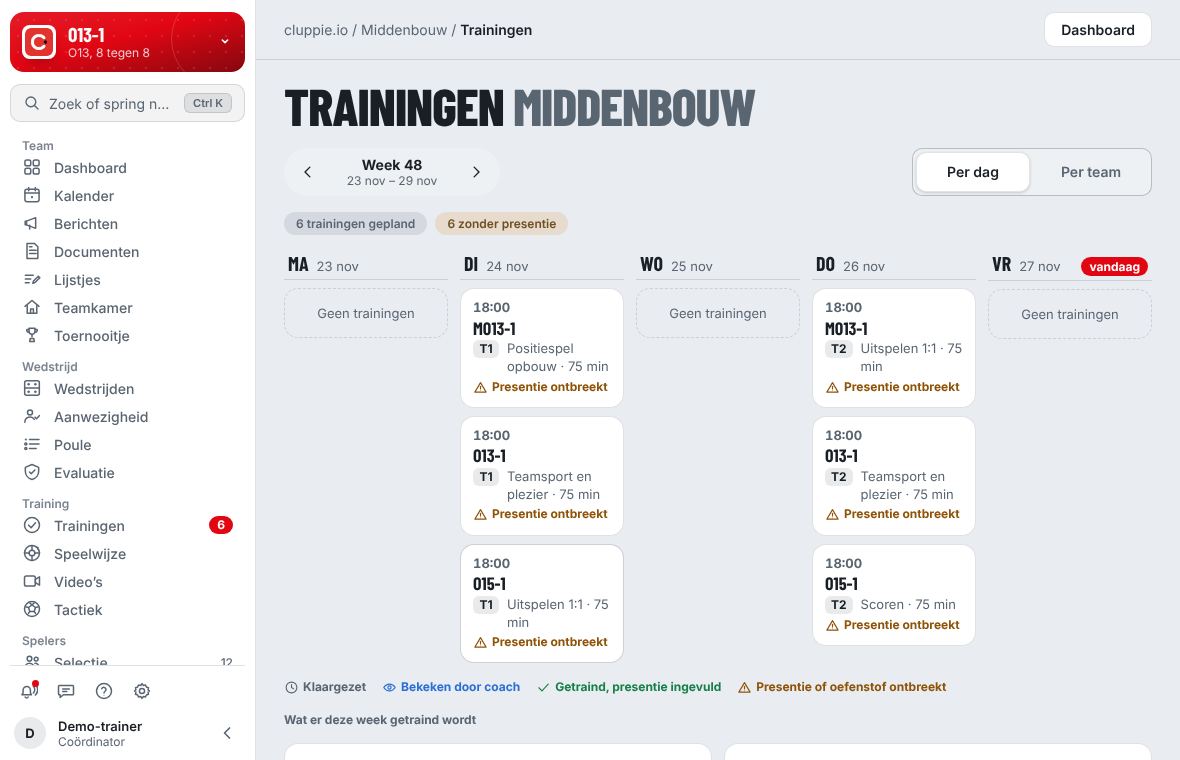 O13-1
O13, 8 tegen 8
Zoek of spring n...
Ctrl K
Team
Dashboard
Kalender
Berichten
Documenten
Lijstjes
Teamkamer
Toernooitje
Wedstrijd
Wedstrijden
Aanwezigheid
Poule
Evaluatie
Training
Trainingen 6
Speelwijze
Video's
Tactiek
Spelers
Selectie 12
D
Demo-trainer
Coördinator
cluppie.io / Middenbouw / Trainingen
Dashboard
TRAININGEN MIDDENBOUW
Week 48
23 nov – 29 nov
Per dag
Per team
6 trainingen gepland
6 zonder presentie
MA 23 nov
Geen trainingen
DI 24 nov
18:00
MO13-1
T1 Positiespel
opbouw · 75 min
Presentie ontbreekt
18:00
O13-1
T1 Teamsport en
plezier · 75 min
Presentie ontbreekt
18:00
O15-1
T1 Uitspelen 1:1 · 75
min
Presentie ontbreekt
WO 25 nov
Geen trainingen
DO 26 nov
18:00
MO13-1
T2 Uitspelen 1:1 · 75
min
Presentie ontbreekt
18:00
O13-1
T2 Teamsport en
plezier · 75 min
Presentie ontbreekt
18:00
O15-1
T2 Scoren · 75 min
Presentie ontbreekt
VR 27 nov vandaag
Geen trainingen
Klaargezet
Bekeken door coach
Getraind, presentie ingevuld
Presentie of oefenstof ontbreekt
Wat er deze week getraind wordt